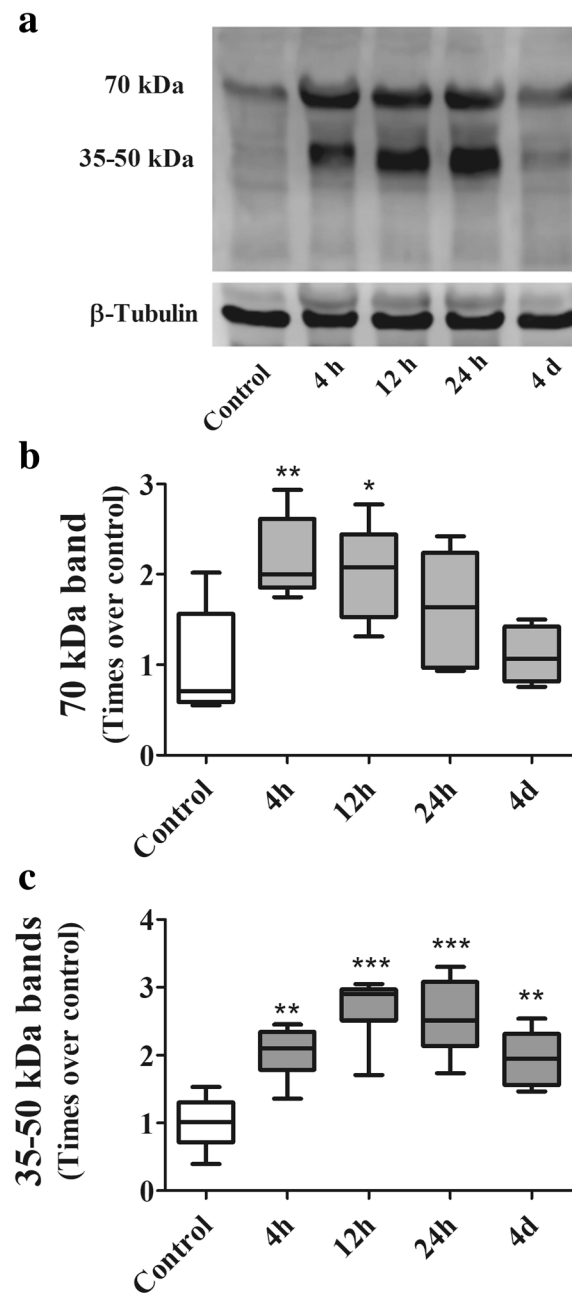 a
70 kDa
35-50 kDa
β-Tubulin
Control 4 h 12 h 24 h 4 d
b
70 kDa band
(Times over control)
3
2
1
0
** *
Control 4h 12h 24h 4d
c
35-50 kDa bands
(Times over control)
4
3
2
1
0
** *** *** **
Control 4h 12h 24h 4d